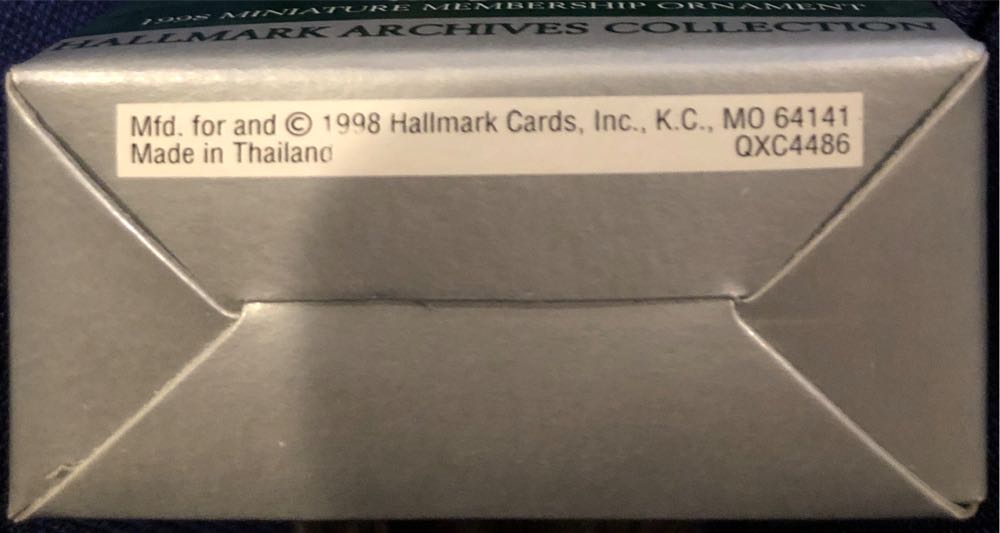 1998 MINIATURE MEMBERSHIP ORNAMENT
HALLMARK ARCHIVES COLLECTION
Mfd. for and © 1998 Hallmark Cards, Inc., K.C., MO 64141
Made in Thailand QXC4486